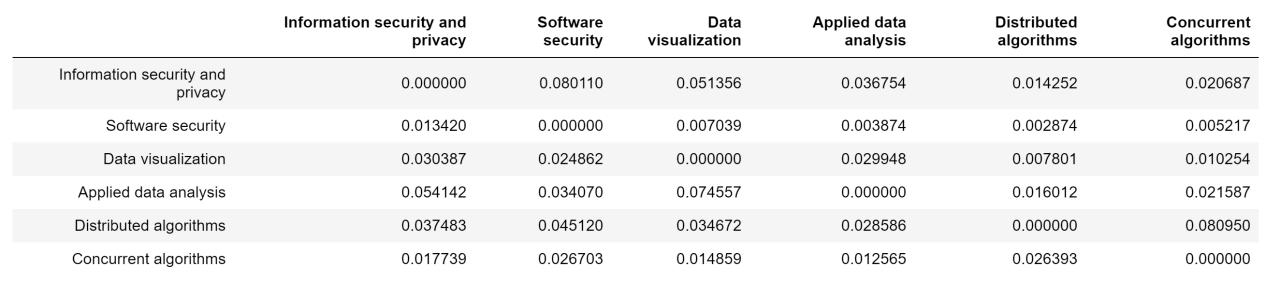 Information security and privacy Software security Data visualization Applied data analysis Distributed algorithms Concurrent algorithms
Information security and privacy 0.000000 0.080110 0.051356 0.036754 0.014252 0.020687
Software security 0.013420 0.000000 0.007039 0.003874 0.002874 0.005217
Data visualization 0.030387 0.024862 0.000000 0.029948 0.007801 0.010254
Applied data analysis 0.054142 0.034070 0.074557 0.000000 0.016012 0.021587
Distributed algorithms 0.037483 0.045120 0.034672 0.028586 0.000000 0.080950
Concurrent algorithms 0.017739 0.026703 0.014859 0.012565 0.026393 0.000000